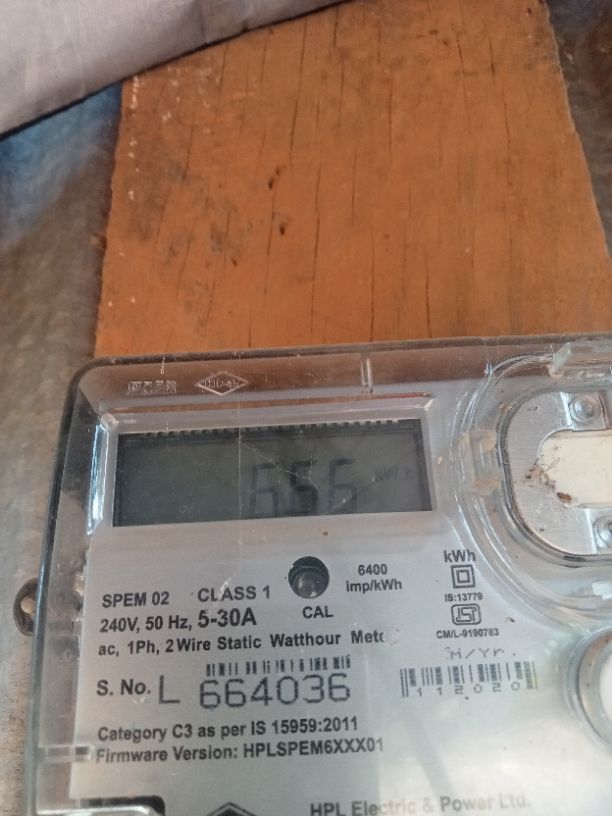 656 kWh
6400
imp/kWh
kWh
IS:13779
CM/L-9190783
SPEM 02 CLASS 1
CAL
240V, 50 Hz, 5-30A
ac, 1Ph, 2 Wire Static Watthour
M/Yr.
S. No. L 664036
112020
Category C3 as per IS 15959:2011
Firmware Version: HPLSPEM6XXX01
HPL Electric & Power Ltd.